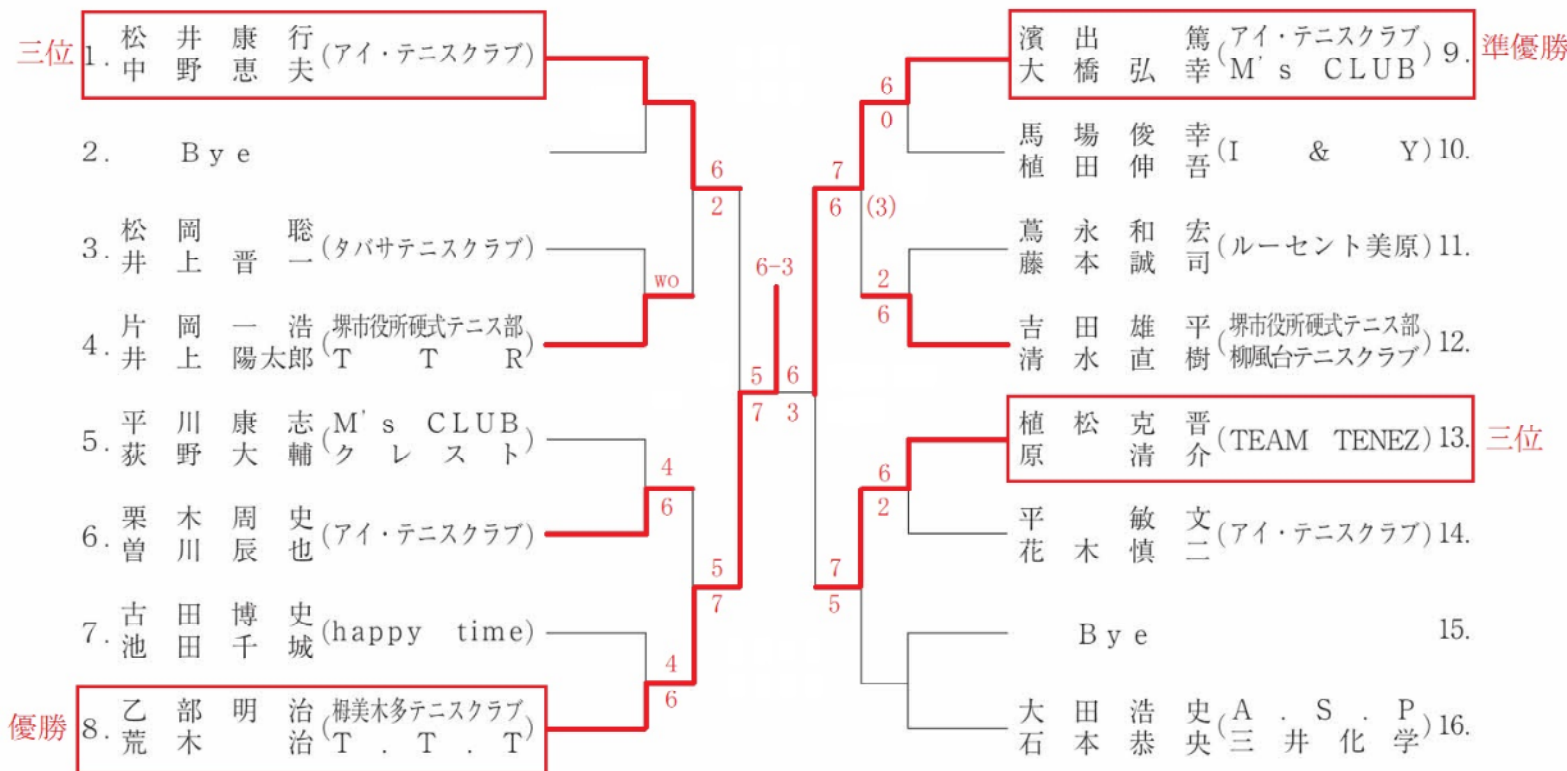 三位
1. 松井康行 (アイ・テニスクラブ)
中野恵夫
2. Bye
3. 松岡聡 (タバサテニスクラブ)
井上晋一
4. 片岡一浩 (堺市役所硬式テニス部
井上陽太郎 TTR)
5. 平川康志 (M's CLUB
荻野大輔 クレスト)
6. 栗木周史 (アイ・テニスクラブ)
曽川辰也
7. 古田博史 (happy time)
池田千城
優勝
8. 乙部明治 (栂美木多テニスクラブ
荒木治 T.T.T)
6
2
wo
4
6
5
7
4
6
5
7
6-3
6
3
6
0
7
6 (3)
2
6
6
2
7
5
濱出篤 (アイ・テニスクラブ
大橋弘幸 M's CLUB) 9.
準優勝
馬場俊幸 (I & Y) 10.
植田伸吾
蔦永和宏 (ルーセント美原) 11.
藤本誠司
吉田雄平 (堺市役所硬式テニス部
清水直樹 柳風台テニスクラブ) 12.
植松克晋 (TEAM TENEZ) 13.
原清介
三位
平敏文 (アイ・テニスクラブ) 14.
花木慎二
Bye 15.
大田浩史 (A.S.P
石本恭央 三井化学) 16.